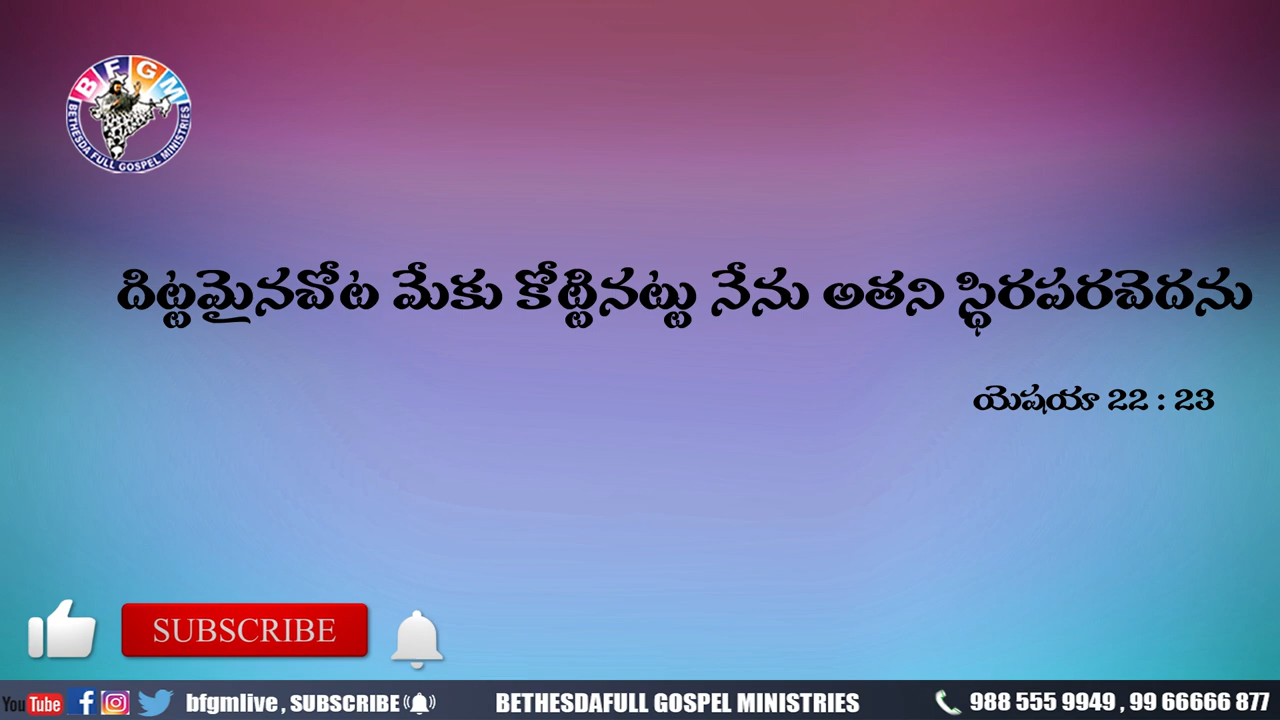 BFGM
BETHESDA FULL GOSPEL MINISTRIES
దిట్టమైనచోట మేకు కోట్టినట్టు నేను అతని స్థిరపరచెదను
యెషయా 22 : 23
SUBSCRIBE
YouTube bfgmlive , SUBSCRIBE BETHESDAFULL GOSPEL MINISTRIES 988 555 9949 , 99 66666 877